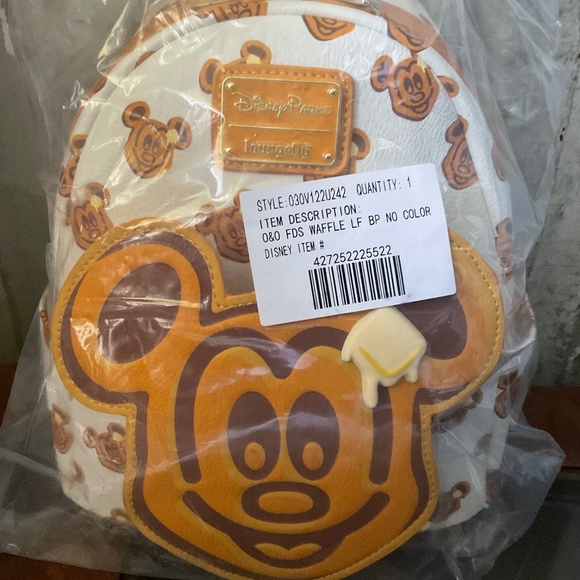 Disney Parks
Loungefly
STYLE:030V122U242 QUANTITY: 1
ITEM DESCRIPTION:
O&O FDS WAFFLE LF BP NO COLOR
DISNEY ITEM #
427252225522